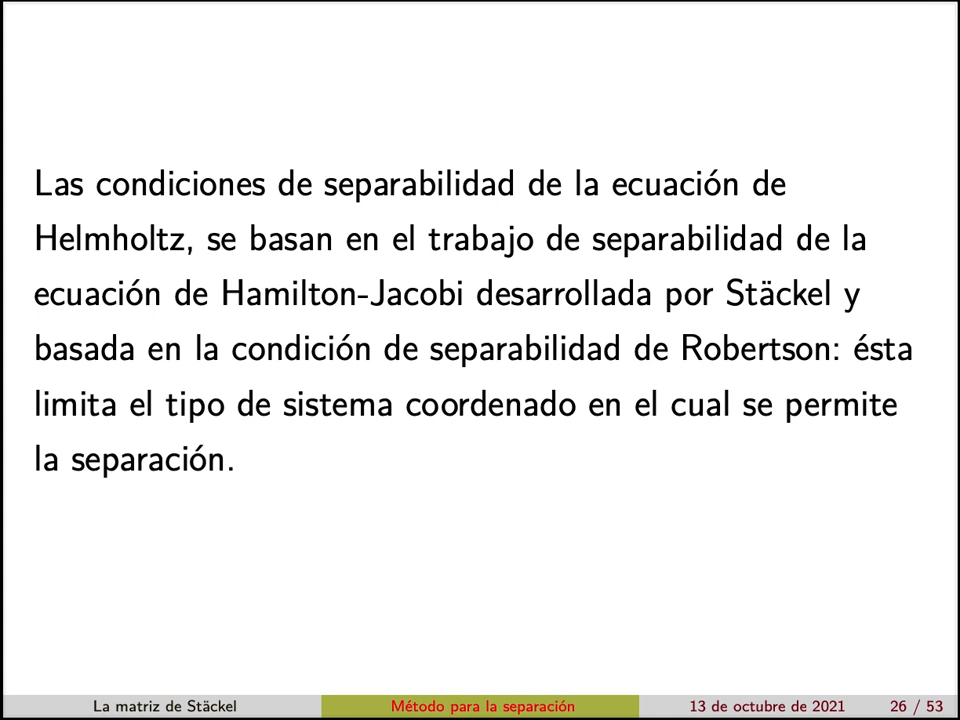 Las condiciones de separabilidad de la ecuación de
Helmholtz, se basan en el trabajo de separabilidad de la
ecuación de Hamilton-Jacobi desarrollada por Stäckel y
basada en la condición de separabilidad de Robertson: ésta
limita el tipo de sistema coordenado en el cual se permite
la separación.
La matriz de Stäckel Método para la separación 13 de octubre de 2021 26 / 53